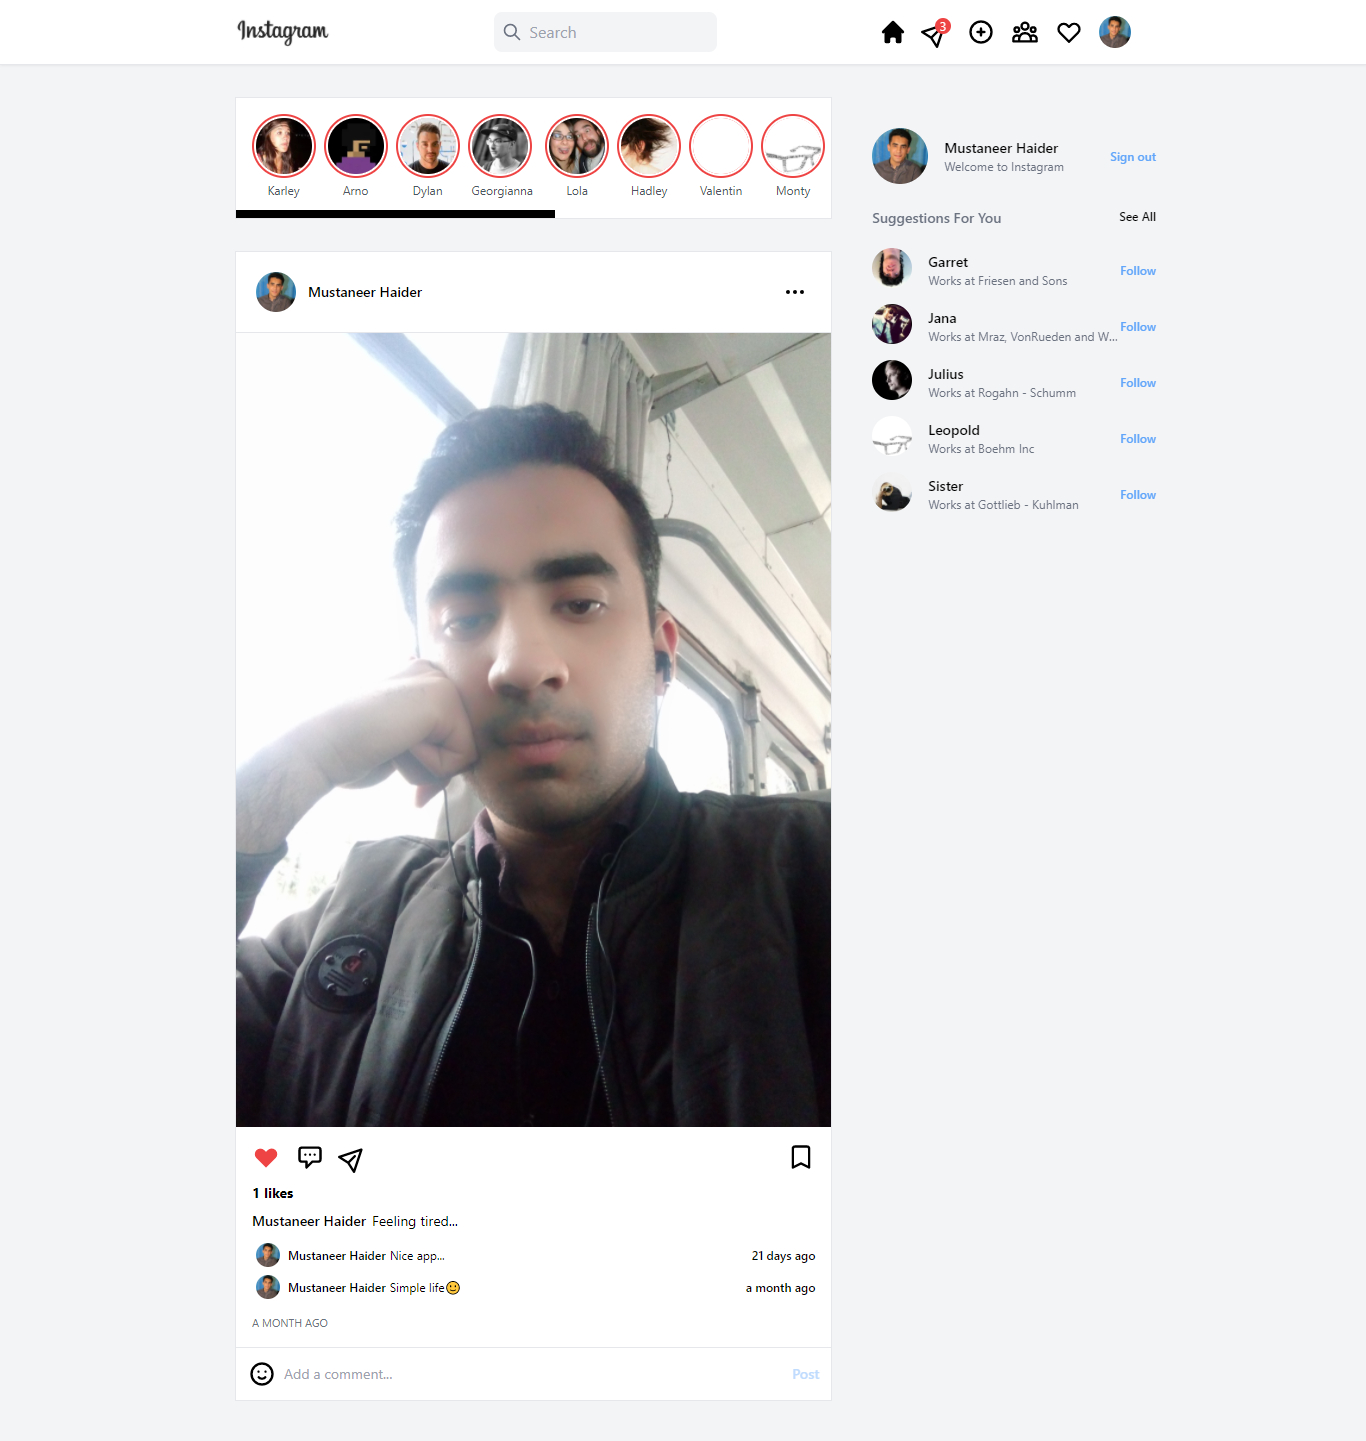 Instagram
Search
3
Karley Arno Dylan Georgianna Lola Hadley Valentin Monty
Mustaneer Haider
Mustaneer Haider
Welcome to Instagram
Sign out
Suggestions For You See All
Garret
Works at Friesen and Sons
Follow
Jana
Works at Mraz, VonRueden and W...
Follow
Julius
Works at Rogahn - Schumm
Follow
Leopold
Works at Boehm Inc
Follow
Sister
Works at Gottlieb - Kuhlman
Follow
1 likes
Mustaneer Haider Feeling tired...
Mustaneer Haider Nice app... 21 days ago
Mustaneer Haider Simple life🙂 a month ago
A MONTH AGO
Add a comment... Post